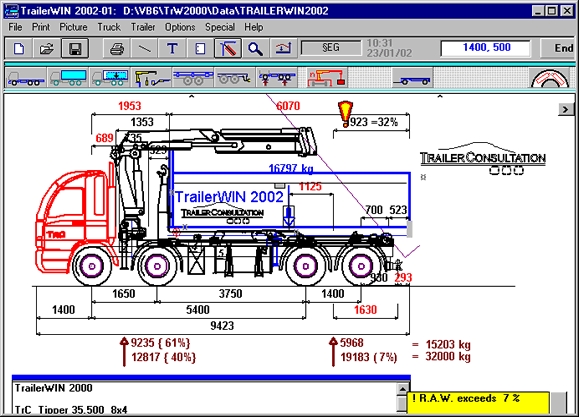 TrailerWIN 2002-01: D:\VB6\TrW2000\Data\TRAILERWIN2002
File Print Picture Truck Trailer Options Special Help
SEG
10:31
23/01/02
1400, 500
End
1953 6070
1353 923 =32%
689 735
523
16797 kg
TRAILERCONSULTATION
TrailerWIN 2002 1125
TRAILERCONSULTATION
700 523
TRC
930 293
1650 3750 1400
1400 5400 1630
9423
9235 { 61%} 5968 = 15203 kg
12817 { 40%} 19183 ( 7%) = 32000 kg
TrailerWIN 2000
! R.A.W. exceeds 7 %
TrC Tipper 35.500 8x4